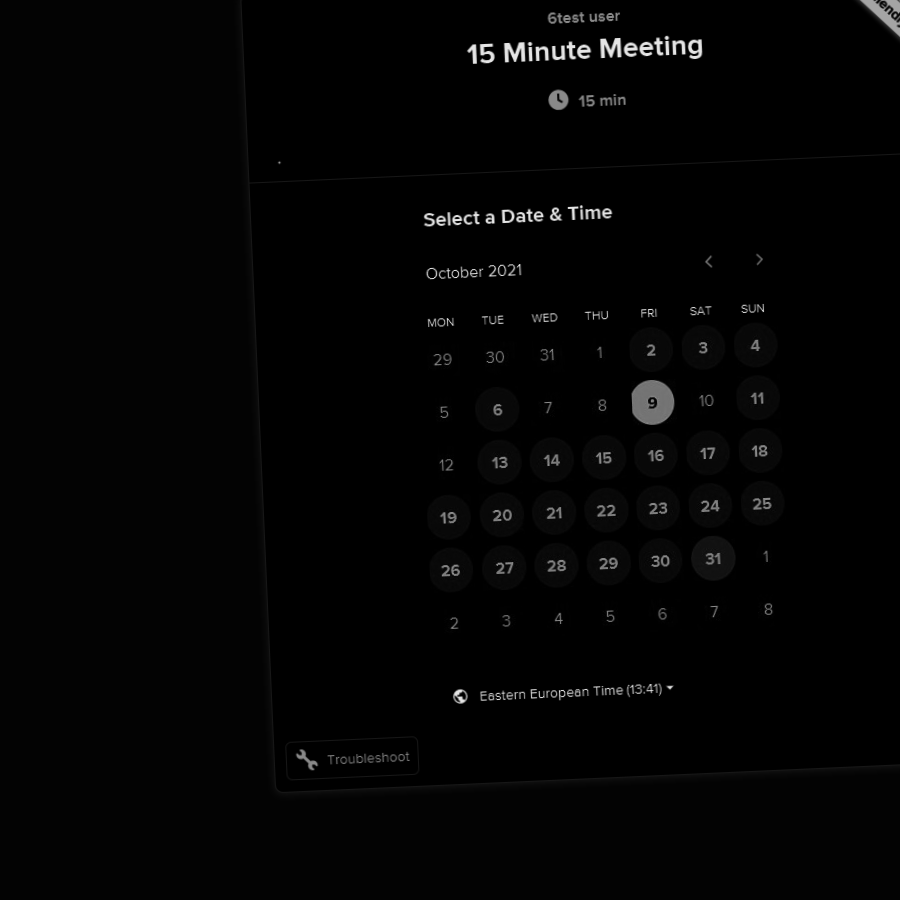 6test user
15 Minute Meeting
15 min
Select a Date & Time
October 2021
MON TUE WED THU FRI SAT SUN
29 30 31 1 2 3 4
5 6 7 8 9 10 11
12 13 14 15 16 17 18
19 20 21 22 23 24 25
26 27 28 29 30 31 1
2 3 4 5 6 7 8
Eastern European Time (13:41)
Troubleshoot